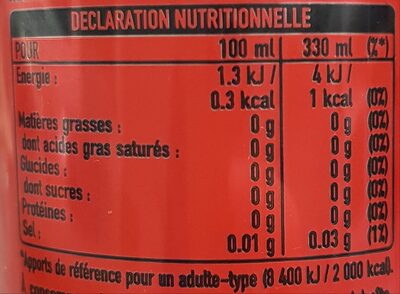 DECLARATION NUTRITIONNELLE
POUR 100 ml 330 ml (%*)
Energie : 1.3 kJ / 4 kJ /
0.3 kcal 1 kcal (0%)
Matières grasses : 0 g 0 g (0%)
dont acides gras saturés : 0 g 0 g (0%)
Glucides : 0 g 0 g (0%)
dont sucres : 0 g 0 g (0%)
Protéines : 0 g 0 g (0%)
Sel : 0.01 g 0.03 g (1%)
*Apports de référence pour un adulte-type (8 400 kJ / 2 000 kcal).